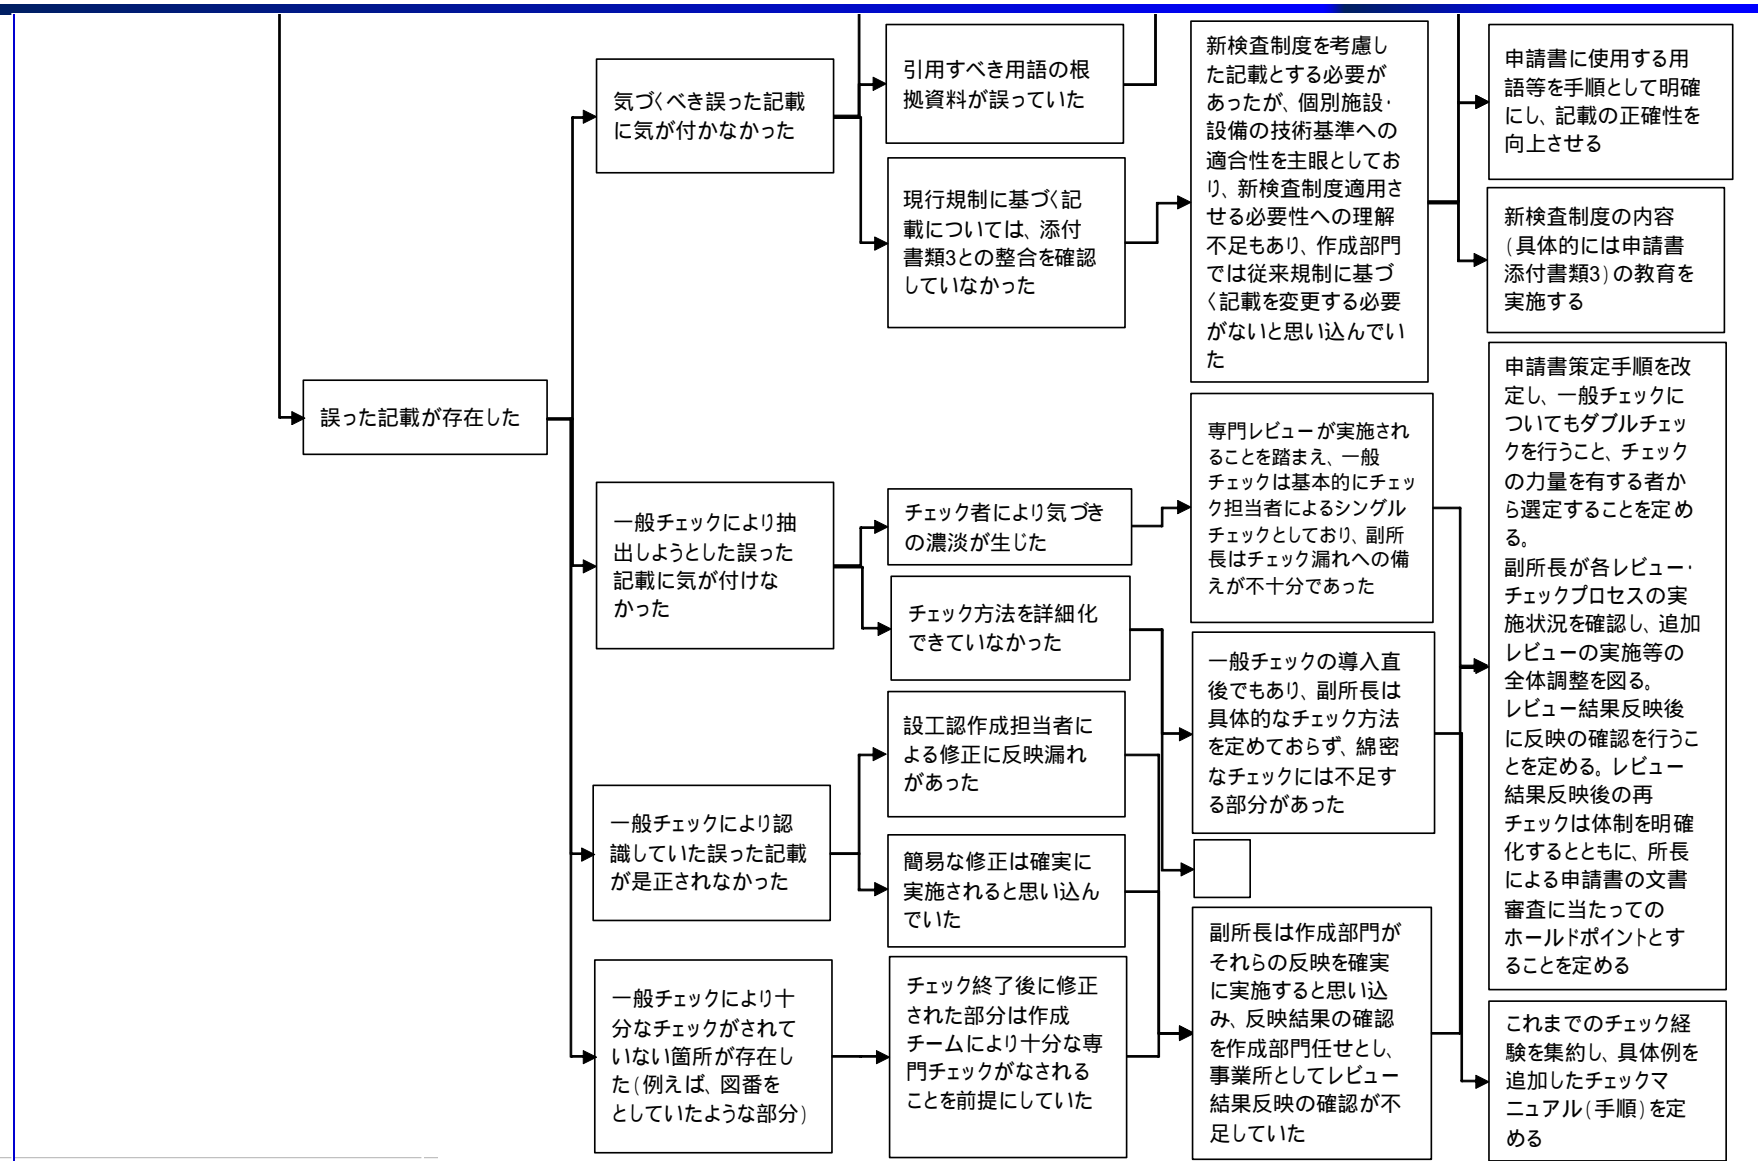 気づくべき誤った記載
に気が付かなかった
引用すべき用語の根
拠資料が誤っていた
現行規制に基づく記
載については、添付
書類3との整合を確認
していなかった
新検査制度を考慮し
た記載とする必要が
あったが、個別施設・
設備の技術基準への
適合性を主眼としてお
り、新検査制度適用さ
せる必要性への理解
不足もあり、作成部門
では従来規制に基づ
く記載を変更する必要
がないと思い込んでい
た
申請書に使用する用
語等を手順として明確
にし、記載の正確性を
向上させる
新検査制度の内容
(具体的には申請書
添付書類3)の教育を
実施する
誤った記載が存在した
一般チェックにより抽
出しようとした誤った
記載に気が付けな
かった
チェック者により気づき
の濃淡が生じた
チェック方法を詳細化
できていなかった
専門レビューが実施され
ることを踏まえ、一般
チェックは基本的にチェッ
ク担当者によるシングル
チェックとしており、副所
長はチェック漏れへの備
えが不十分であった
一般チェックの導入直
後でもあり、副所長は
具体的なチェック方法
を定めておらず、綿密
なチェックには不足す
る部分があった
申請書策定手順を改
定し、一般チェックに
ついてもダブルチェッ
クを行うこと、チェック
の力量を有する者か
ら選定することを定め
る。
副所長が各レビュー・
チェックプロセスの実
施状況を確認し、追加
レビューの実施等の
全体調整を図る。
レビュー結果反映後
に反映の確認を行うこ
とを定める。レビュー
結果反映後の再
チェックは体制を明確
化するとともに、所長
による申請書の文書
審査に当たっての
ホールドポイントとす
ることを定める
一般チェックにより認
識していた誤った記載
が是正されなかった
設工認作成担当者に
よる修正に反映漏れ
があった
簡易な修正は確実に
実施されると思い込ん
でいた
一般チェックにより十
分なチェックがされて
いない箇所が存在し
た(例えば、図番を
としていたような部分)
チェック終了後に修正
された部分は作成
チームにより十分な専
門チェックがなされる
ことを前提にしていた
副所長は作成部門が
それらの反映を確実
に実施すると思い込
み、反映結果の確認
を作成部門任せとし、
事業所としてレビュー
結果反映の確認が不
足していた
これまでのチェック経
験を集約し、具体例を
追加したチェックマ
ニュアル(手順)を定
める